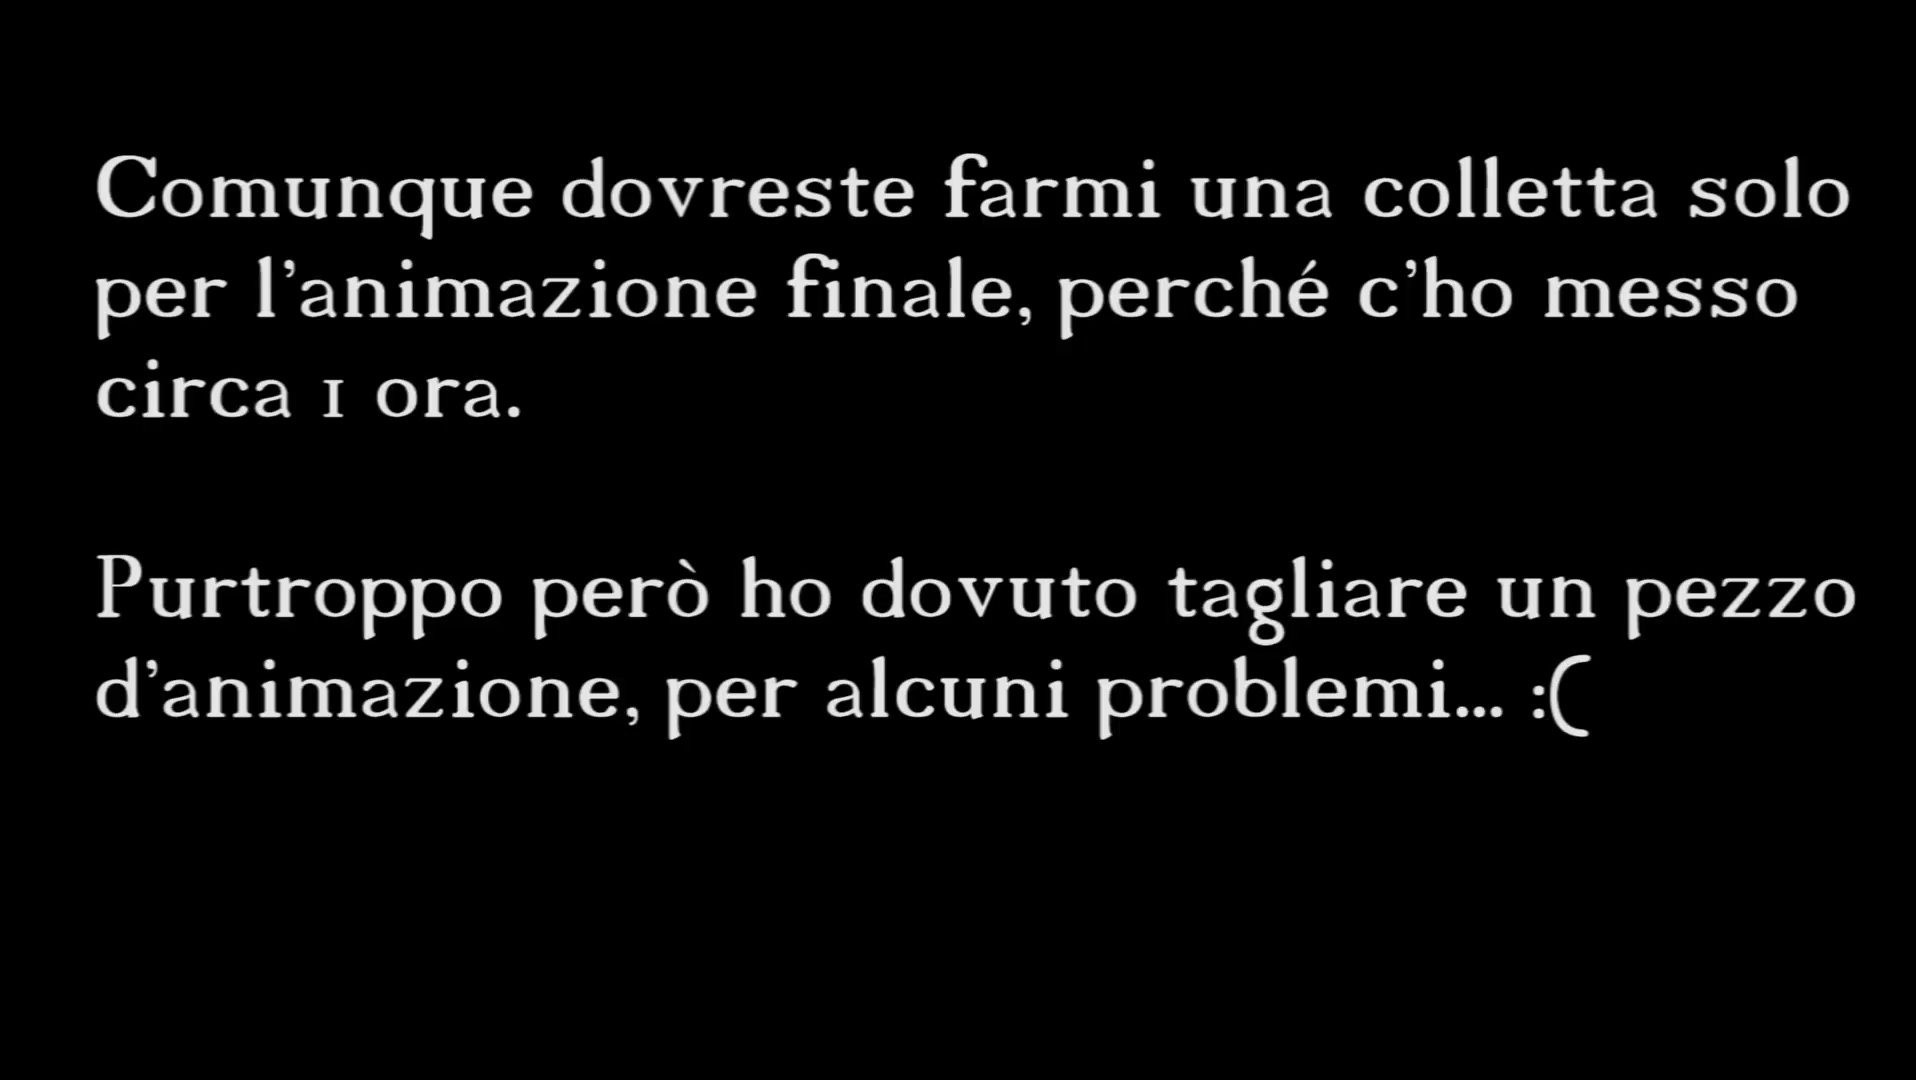 Comunque dovreste farmi una colletta solo
per l'animazione finale, perché c'ho messo
circa 1 ora.
Purtroppo però ho dovuto tagliare un pezzo
d'animazione, per alcuni problemi... :(